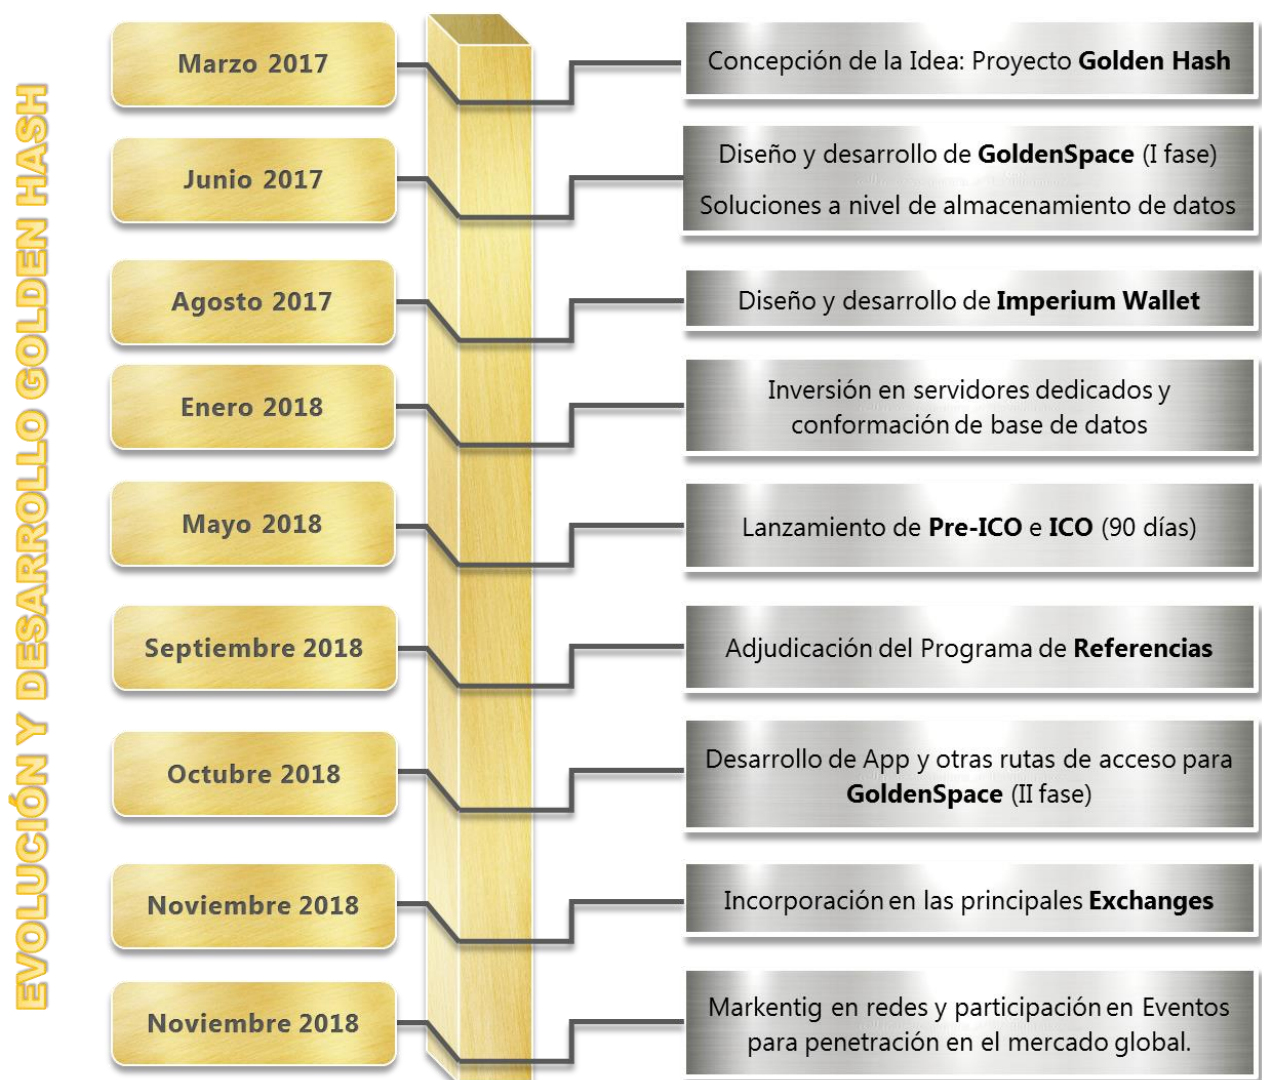 EVOLUCIÓN Y DESARROLLO GOLDEN HASH
Marzo 2017
Concepción de la Idea: Proyecto Golden Hash
Junio 2017
Diseño y desarrollo de GoldenSpace (I fase)
Soluciones a nivel de almacenamiento de datos
Agosto 2017
Diseño y desarrollo de Imperium Wallet
Enero 2018
Inversión en servidores dedicados y
conformación de base de datos
Mayo 2018
Lanzamiento de Pre-ICO e ICO (90 días)
Septiembre 2018
Adjudicación del Programa de Referencias
Octubre 2018
Desarrollo de App y otras rutas de acceso para
GoldenSpace (II fase)
Noviembre 2018
Incorporación en las principales Exchanges
Noviembre 2018
Markentig en redes y participación en Eventos
para penetración en el mercado global.